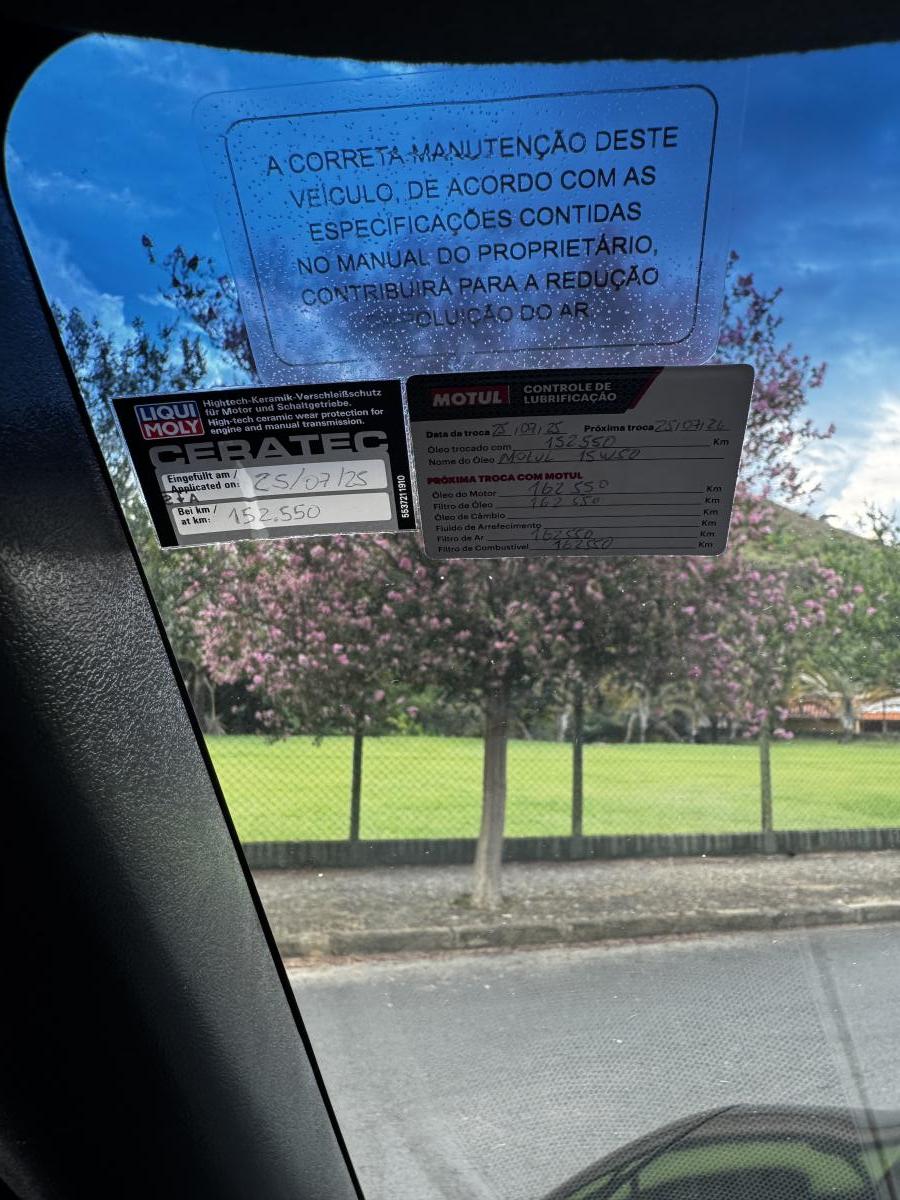 A CORRETA MANUTENÇÃO DESTE
VEÍCULO, DE ACORDO COM AS
ESPECIFICAÇÕES CONTIDAS
NO MANUAL DO PROPRIETÁRIO,
CONTRIBUIRÁ PARA A REDUÇÃO
POLUIÇÃO DO AR
LIQUI
MOLY
Hightech-Keramik-Verschleißschutz
für Motor und Schaltgetriebe.
High-tech ceramic wear protection for
engine and manual transmission.
CERATEC
Eingefüllt am /
Applicated on: 25/07/25
Bei km /
at km: 152.550
5537211910
MOTUL
CONTROLE DE
LUBRIFICAÇÃO
Data da troca 25/07/25 Próxima troca 25/07/26
Óleo trocado com 152550 Km
Nome do Óleo MOTUL 15W50
PRÓXIMA TROCA COM MOTUL
Óleo do Motor 162550 Km
Filtro de Óleo 162550 Km
Óleo de Câmbio Km
Fluido de Arrefecimento Km
Filtro de Ar 162550 Km
Filtro de Combustível 162550 Km